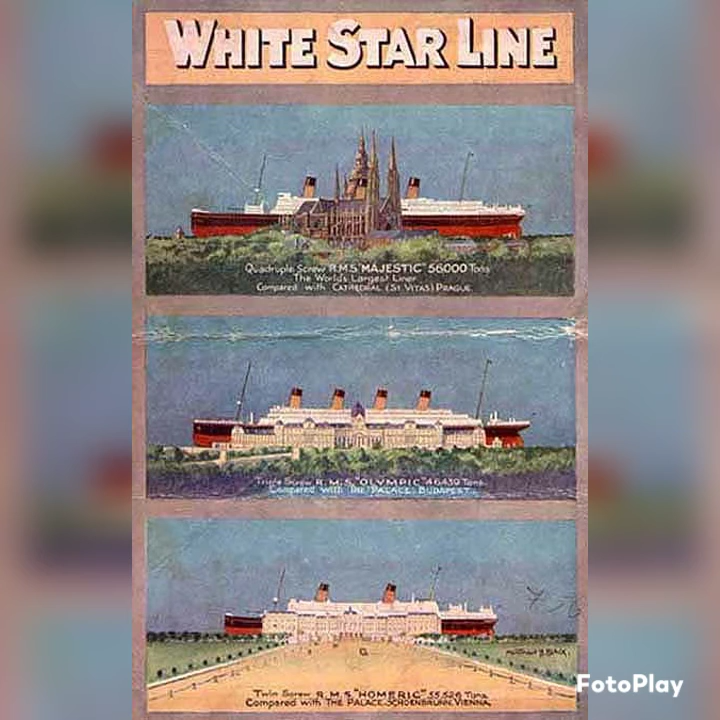 WHITE STAR LINE
Quadruple Screw R.M.S "MAJESTIC" 56000 Tons
The World's Largest Liner
Compared with CATHEDRAL (ST VITAS) PRAGUE.
Triple Screw R.M.S. "OLYMPIC" 46439 Tons.
Compared with THE PALACE, BUDAPEST.
Twin Screw R.M.S. "HOMERIC" 35,526 Tons.
Compared with THE PALACE, SCHOENBRUNN, VIENNA.
FotoPlay